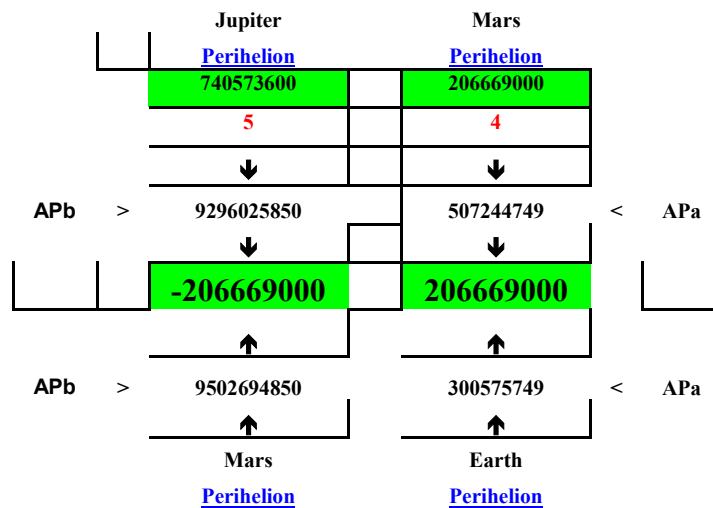 Jupiter Mars
Perihelion Perihelion
740573600 206669000
5 4
🡻 🡻
APb > 9296025850 507244749 < APa
🡻 🡻
-206669000 206669000
🡹 🡹
APb > 9502694850 300575749 < APa
🡹 🡹
Mars Earth
Perihelion Perihelion